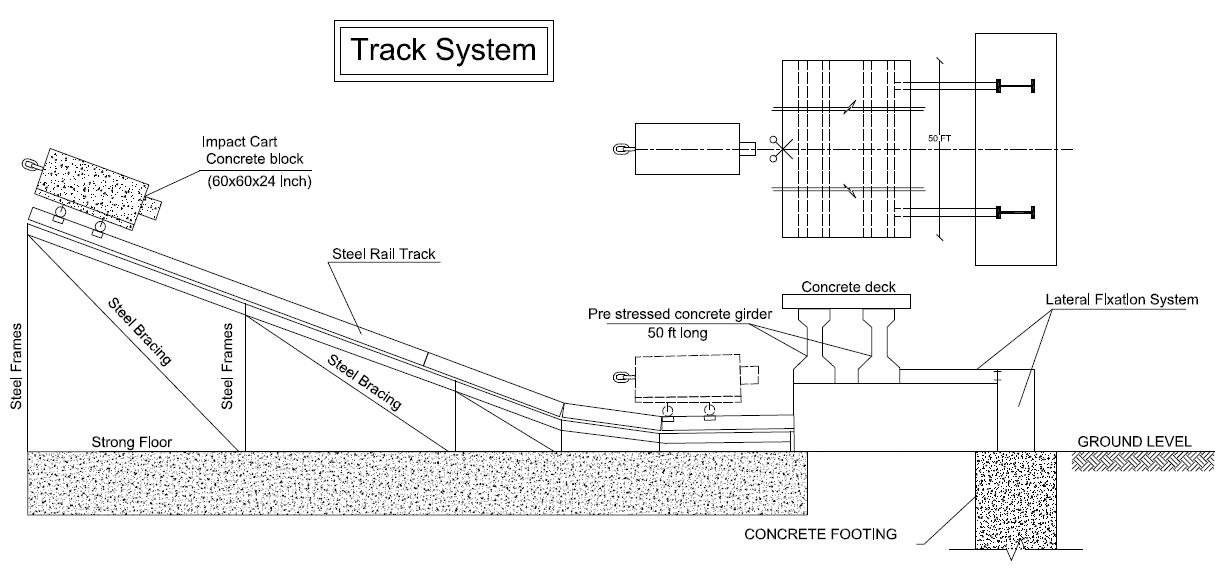 Track System
Impact Cart
Concrete block
(60x60x24 Inch)
50 FT
Steel Rail Track
Concrete deck
Lateral Fixation System
Pre stressed concrete girder
50 ft long
Steel Frames
Steel Bracing
Steel Frames
Steel Bracing
Strong Floor
GROUND LEVEL
CONCRETE FOOTING